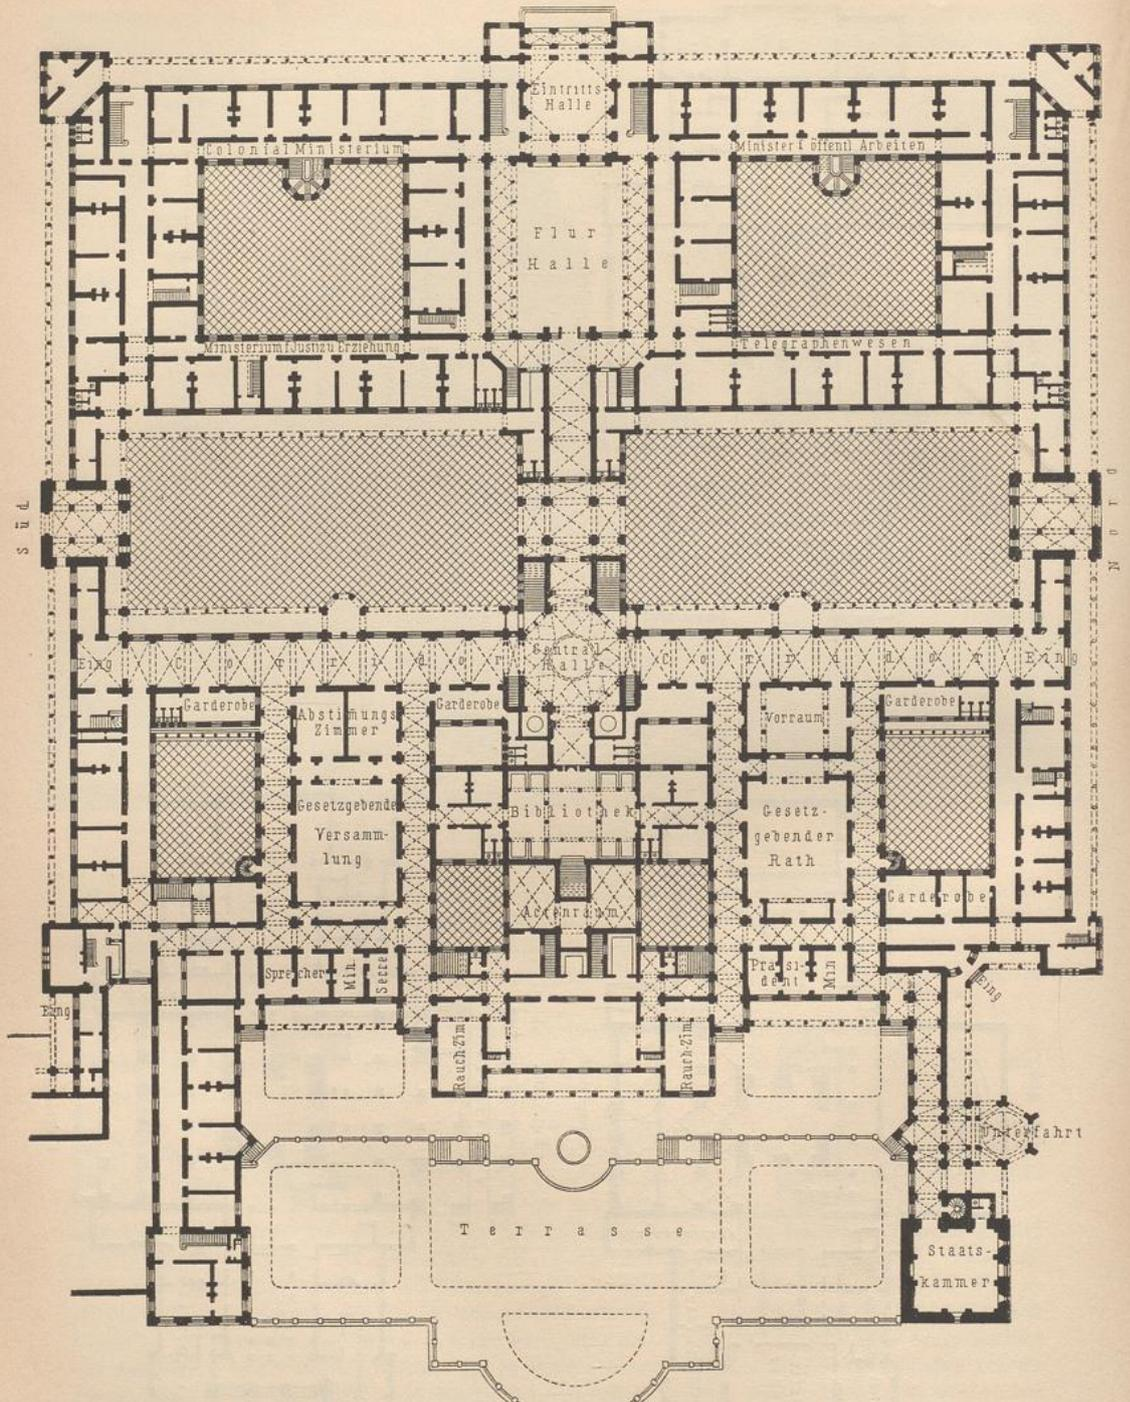 Eintritts
Halle
Colonial Ministerium
Minister f öffentl Arbeiten
Flur
Halle
Ministerium f Justiz u Erziehung
Telegraphenwesen
Süd
Nord
Eing
Corridor
Central-
Halle
Corridor
Eing
Garderobe
Abstimungs
Zimmer
Garderobe
Vorraum
Garderobe
Gesetzgebende
Versamm-
lung
Bibliothek
Gesetz-
gebender
Rath
Actenraum
Garderobe
Sprecher
Min.
Secre
Präsi-
dent
Min
Eing
Eing
Rauch Zim
Rauch-Zim
Unterfahrt
Terrasse
Staats-
kammer